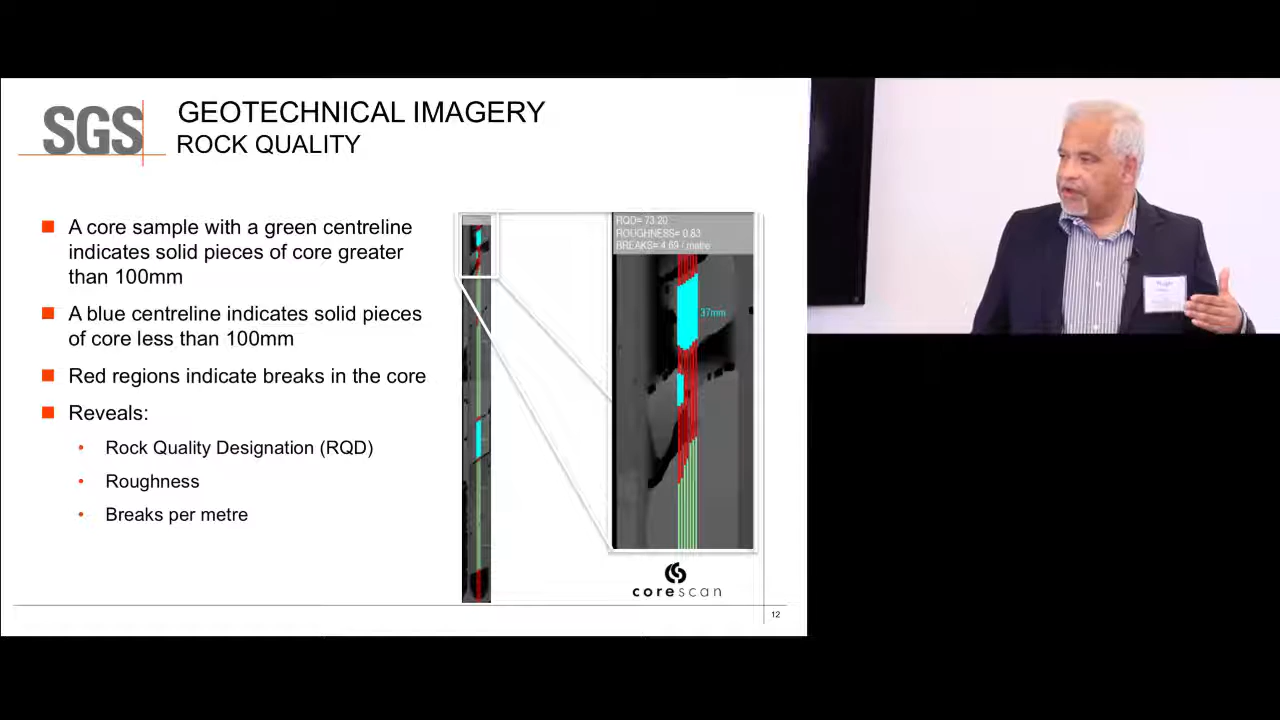 SGS
GEOTECHNICAL IMAGERY
ROCK QUALITY
A core sample with a green centreline
indicates solid pieces of core greater
than 100mm
A blue centreline indicates solid pieces
of core less than 100mm
Red regions indicate breaks in the core
Reveals:
Rock Quality Designation (RQD)
Roughness
Breaks per metre
RQD= 73.20
ROUGHNESS= 0.83
BREAKS= 4.69 / metre
37mm
corescan
12